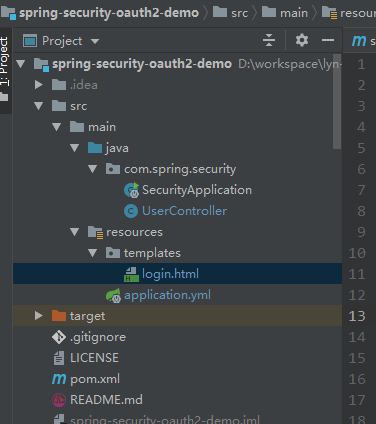 spring-security-oauth2-demo src main resour
1: Project
Project
spring-security-oauth2-demo D:\workspace\lyn-
.idea
src
main
java
com.spring.security
SecurityApplication
UserController
resources
templates
login.html
application.yml
target
.gitignore
LICENSE
pom.xml
README.md
spring-security-oauth2-demo.iml
m s
1
2
3
4
5
6
7
8
9
10
11
12
13
14
15
16
17
18